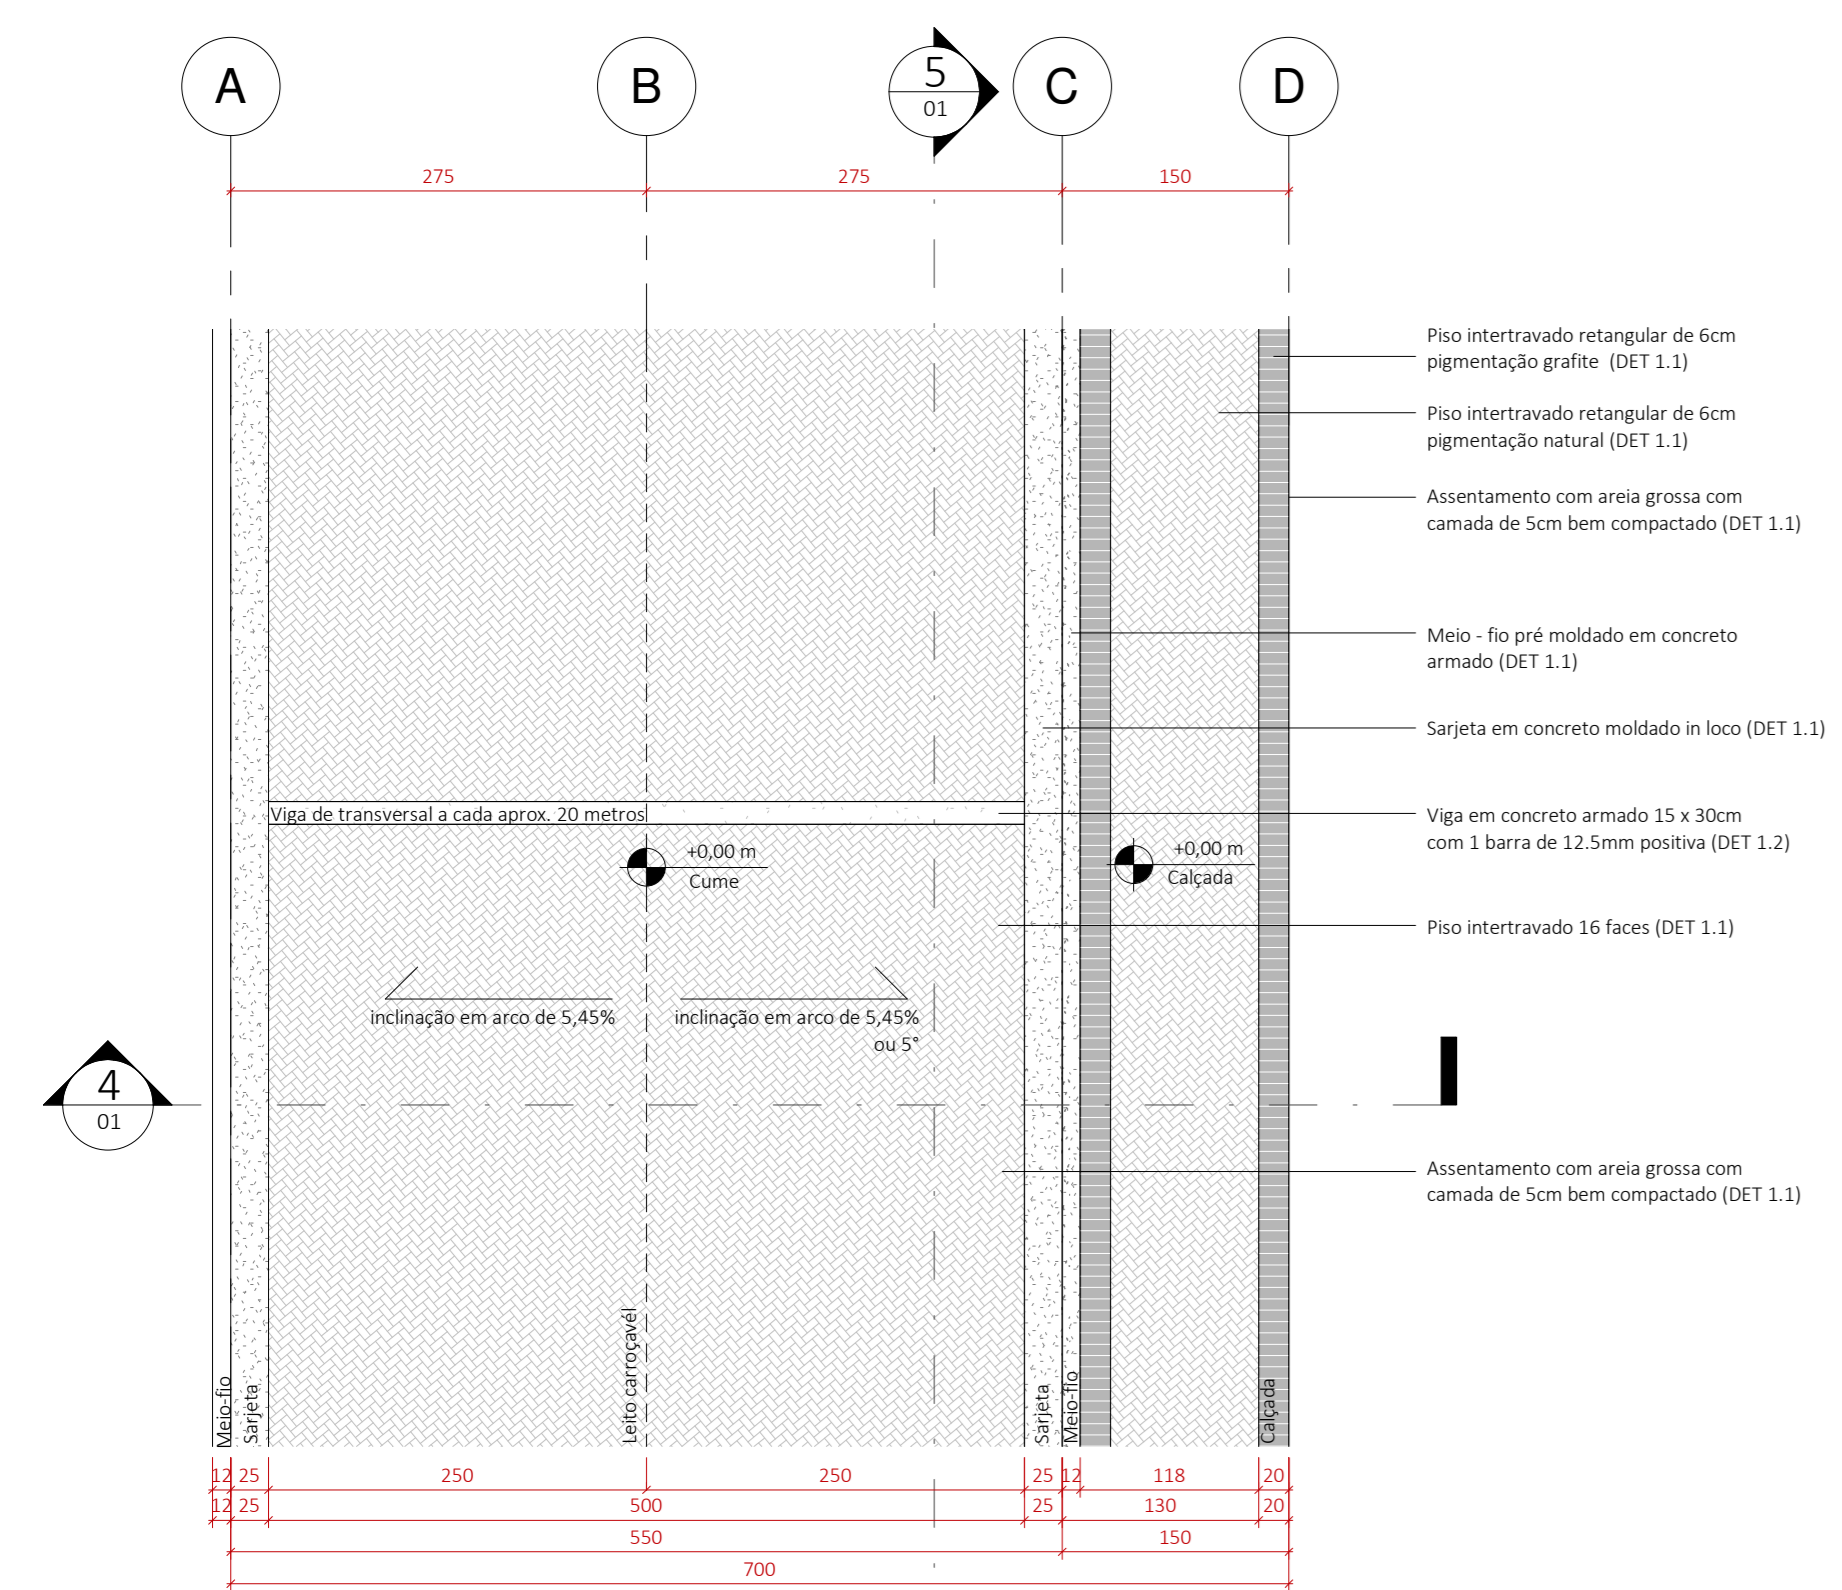 A
B
5
01
C
D
275
275
150
Piso intertravado retangular de 6cm
pigmentação grafite (DET 1.1)
Piso intertravado retangular de 6cm
pigmentação natural (DET 1.1)
Assentamento com areia grossa com
camada de 5cm bem compactado (DET 1.1)
Meio - fio pré moldado em concreto
armado (DET 1.1)
Sarjeta em concreto moldado in loco (DET 1.1)
Viga de transversal a cada aprox. 20 metros
Viga em concreto armado 15 x 30cm
com 1 barra de 12.5mm positiva (DET 1.2)
+0,00 m
Cume
+0,00 m
Calçada
Piso intertravado 16 faces (DET 1.1)
inclinação em arco de 5,45%
inclinação em arco de 5,45%
ou 5°
4
01
Assentamento com areia grossa com
camada de 5cm bem compactado (DET 1.1)
Meio-fio
Sarjeta
Leito carroçavél
Sarjeta
Meio-fio
Calçada
12 25 250 250 25 12 118 20
12 25 500 25 130 20
550 150
700